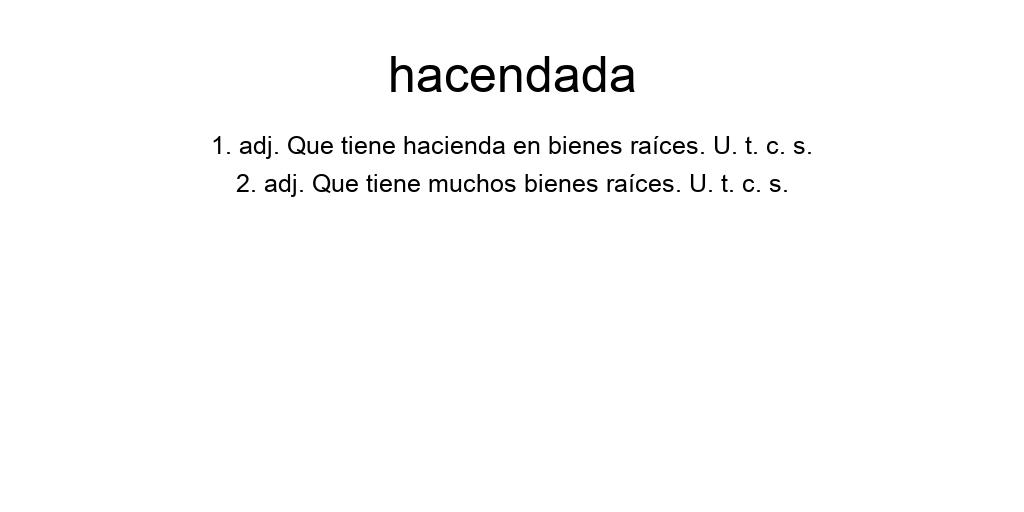 hacendada
1. adj. Que tiene hacienda en bienes raíces. U. t. c. s.
2. adj. Que tiene muchos bienes raíces. U. t. c. s.